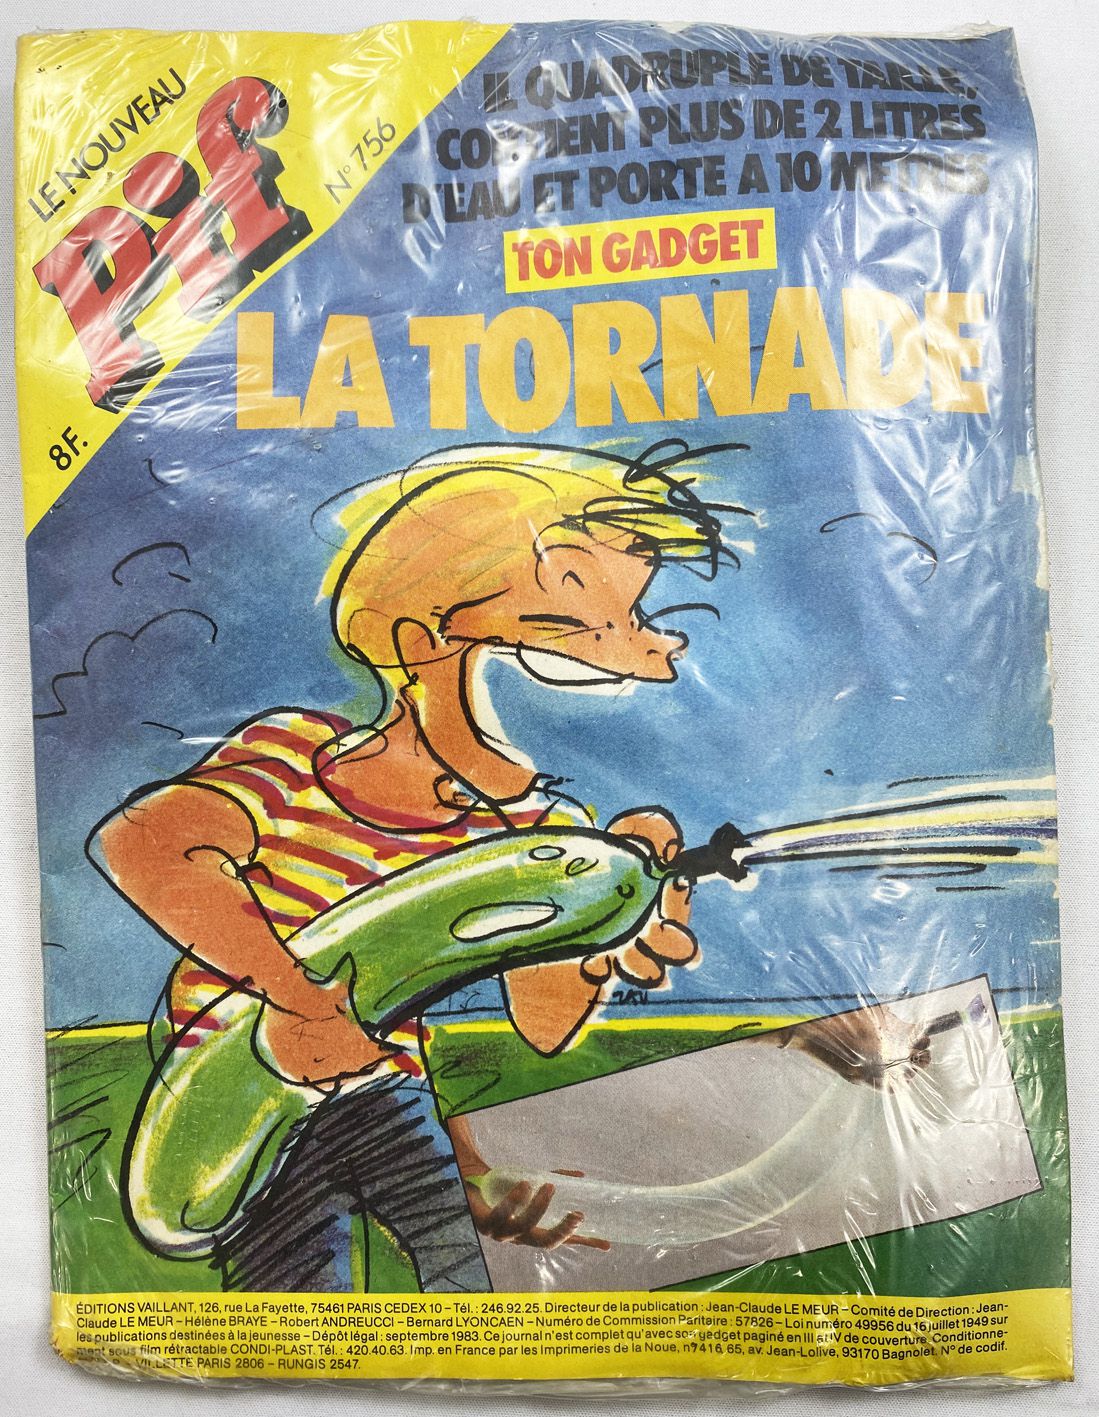 LE NOUVEAU
Pif
N° 756
8F.
IL QUADRUPLE DE TAILLE,
CONTIENT PLUS DE 2 LITRES
D'EAU ET PORTE A 10 METRES
TON GADGET
LA TORNADE
ÉDITIONS VAILLANT, 126, rue La Fayette, 75461 PARIS CEDEX 10 – Tél. : 246.92.25. Directeur de la publication : Jean-Claude LE MEUR – Comité de Direction : Jean-
Claude LE MEUR – Hélène BRAYE – Robert ANDREUCCI – Bernard LYONCAEN – Numéro de Commission Paritaire : 57826 – Loi numéro 49956 du 16 juillet 1949 sur
les publications destinées à la jeunesse – Dépôt légal : septembre 1983. Ce journal n'est complet qu'avec son gadget paginé en III et IV de couverture. Conditionne-
ment sous film rétractable CONDI-PLAST. Tél. : 420.40.63. Imp. en France par les Imprimeries de la Noue, n° 7416 65, av. Jean-Lolive, 93170 Bagnolet. N° de codif.
VILLETTE PARIS 2806 – RUNGIS 2547.